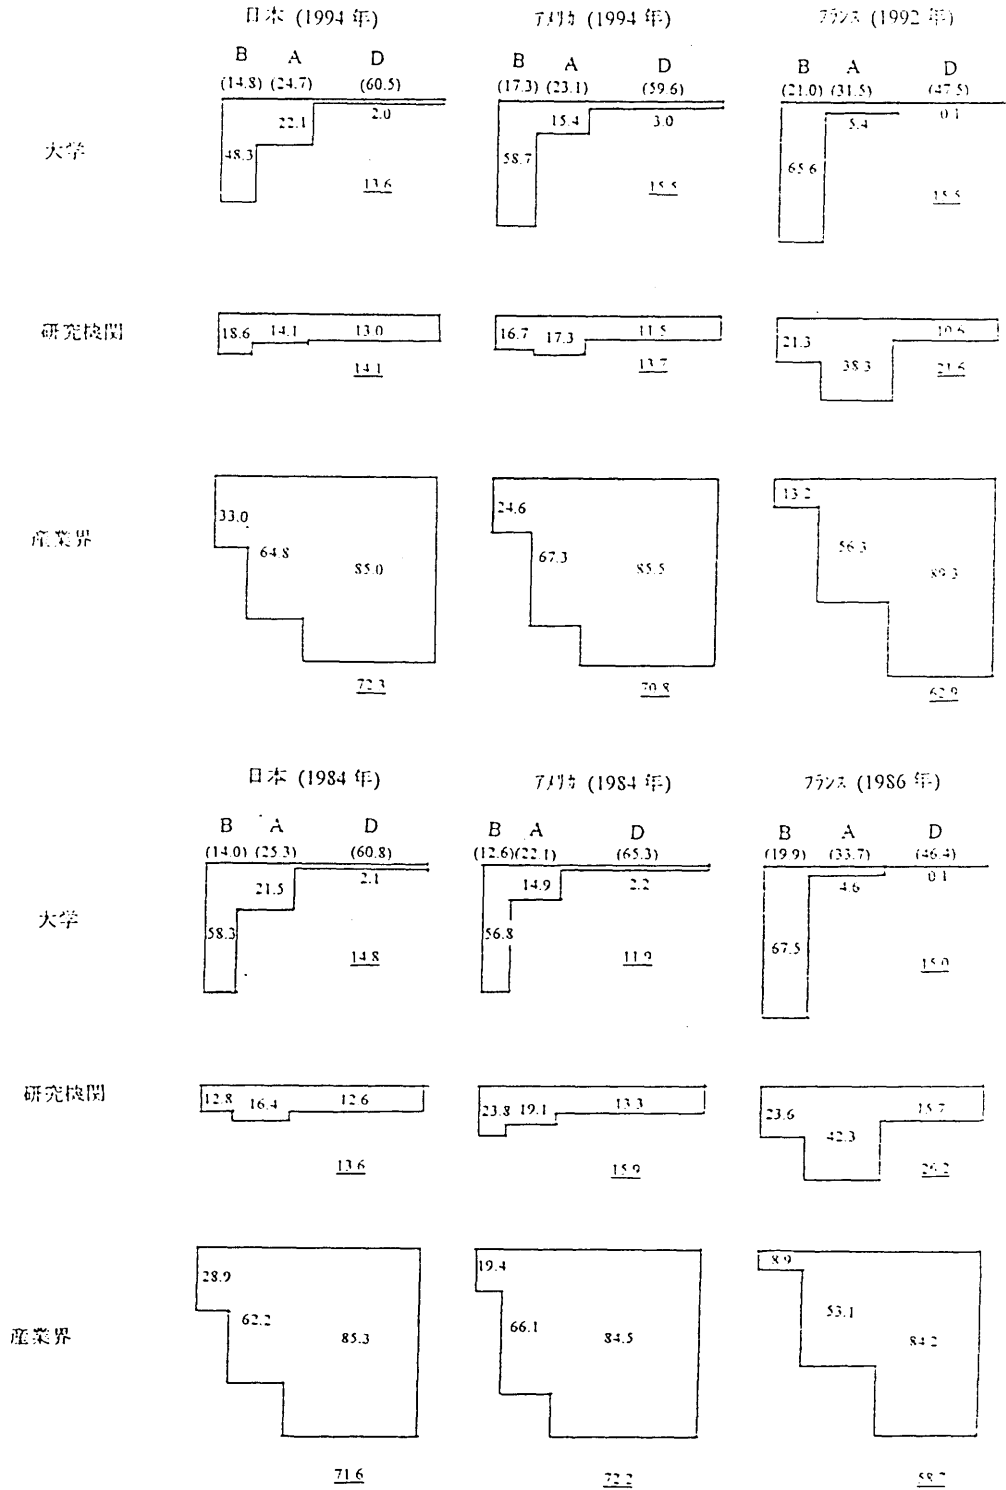 日本 (1994 年) アメリカ (1994 年) フランス (1992 年)
B A D B A D B A D
(14.8) (24.7) (60.5) (17.3) (23.1) (59.6) (21.0) (31.5) (47.5)
大学
22.1 2.0 15.4 3.0 5.4 0.1
48.3 58.7 65.6
13.6 15.5 15.5
研究機関
18.6 14.1 13.0 16.7 17.3 11.5 21.3 38.3 10.6
14.1 13.7 21.6
産業界
33.0 64.8 85.0 24.6 67.3 85.5 13.2 56.3 89.3
72.3 70.8 62.9
日本 (1984 年) アメリカ (1984 年) フランス (1986 年)
B A D B A D B A D
(14.0) (25.3) (60.8) (12.6) (22.1) (65.3) (19.9) (33.7) (46.4)
大学
21.5 2.1 14.9 2.2 4.6 0.1
58.3 56.8 67.5
14.8 11.9 15.0
研究機関
12.8 16.4 12.6 23.8 19.1 13.3 23.6 42.3 15.7
13.6 15.9 26.2
産業界
28.9 62.2 85.3 19.4 66.1 84.5 8.9 53.1 84.2
71.6 72.2 58.7